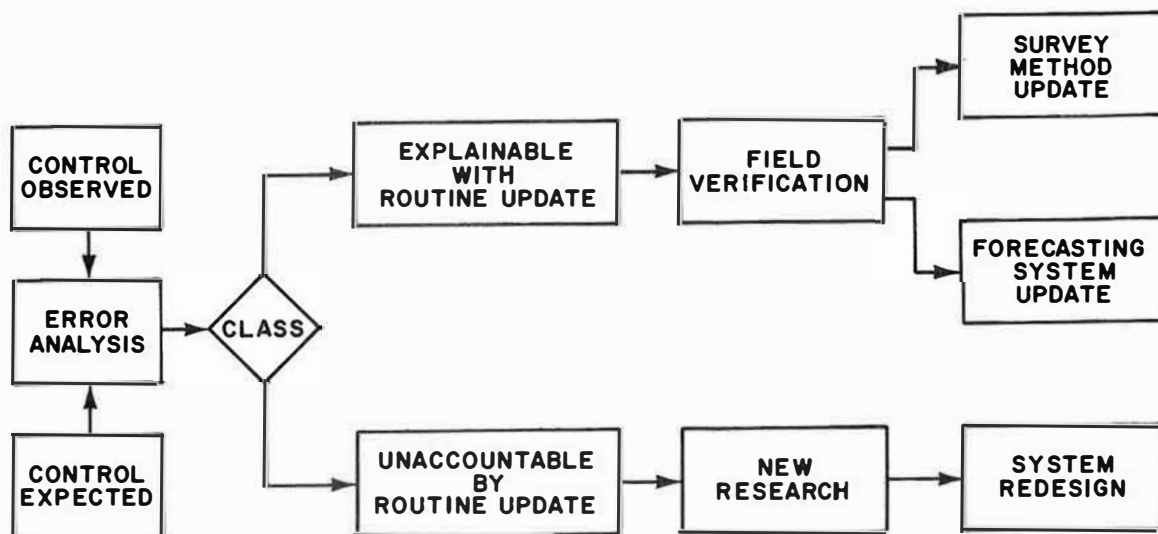 CONTROL
OBSERVED
ERROR
ANALYSIS
CONTROL
EXPECTED
CLASS
EXPLAINABLE
WITH
ROUTINE UPDATE
FIELD
VERIFICATION
SURVEY
METHOD
UPDATE
FORECASTING
SYSTEM
UPDATE
UNACCOUNTABLE
BY
ROUTINE UPDATE
NEW
RESEARCH
SYSTEM
REDESIGN